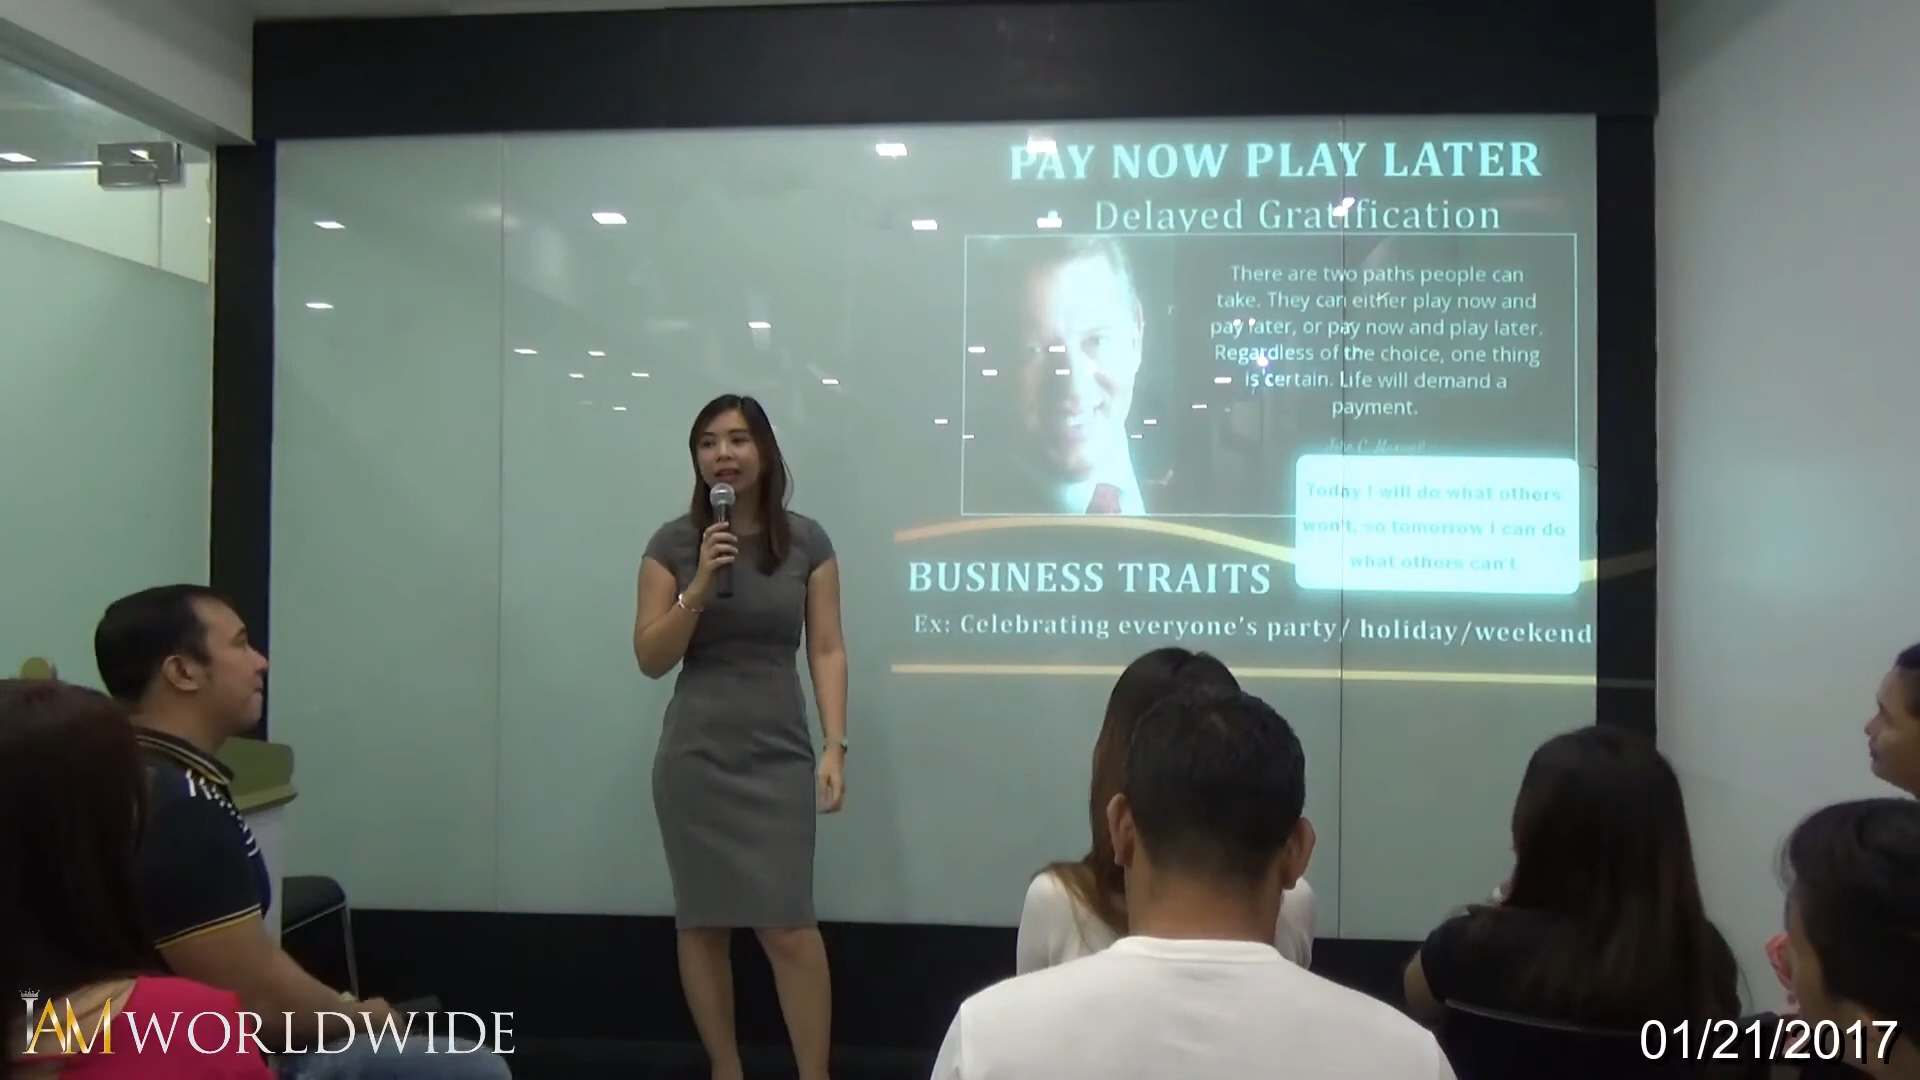 PAY NOW PLAY LATER
Delayed Gratification
There are two paths people can
take. They can either play now and
pay later, or pay now and play later.
Regardless of the choice, one thing
is certain. Life will demand a
payment.
John C. Maxwell
Today I will do what others
won't, so tomorrow I can do
what others can't.
BUSINESS TRAITS
Ex: Celebrating everyone's party/ holiday/weekend
IAM WORLDWIDE
01/21/2017